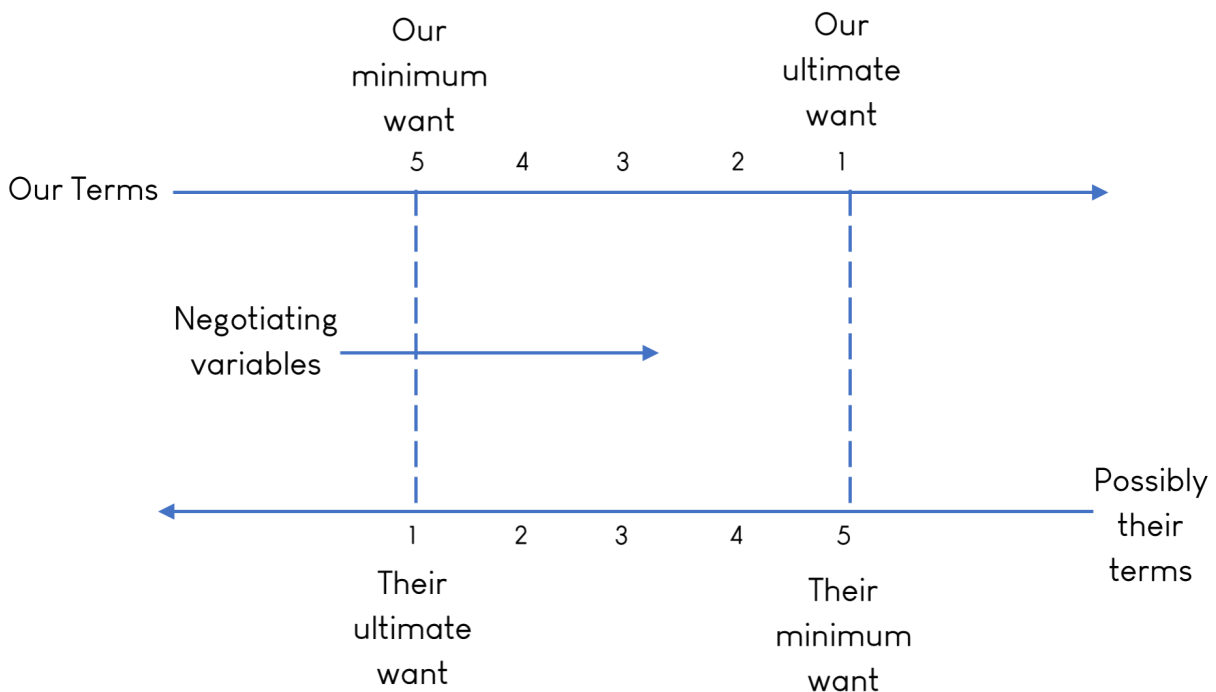 Our
minimum
want
Our
ultimate
want
5 4 3 2 1
Our Terms
Negotiating
variables
Possibly
their
terms
1 2 3 4 5
Their
ultimate
want
Their
minimum
want